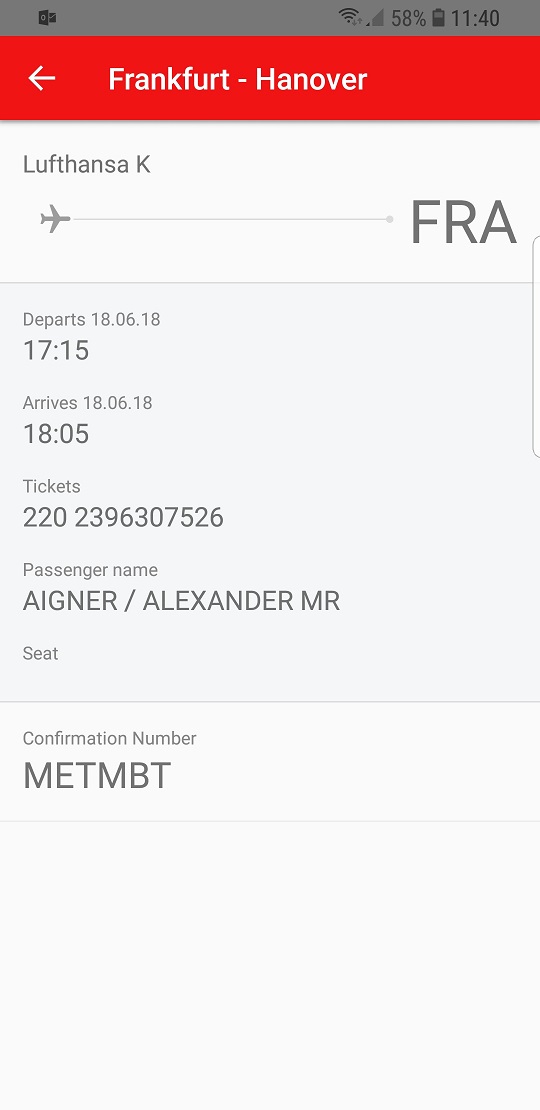 58% 11:40
Frankfurt - Hanover
Lufthansa K
FRA
Departs 18.06.18
17:15
Arrives 18.06.18
18:05
Tickets
220 2396307526
Passenger name
AIGNER / ALEXANDER MR
Seat
Confirmation Number
METMBT